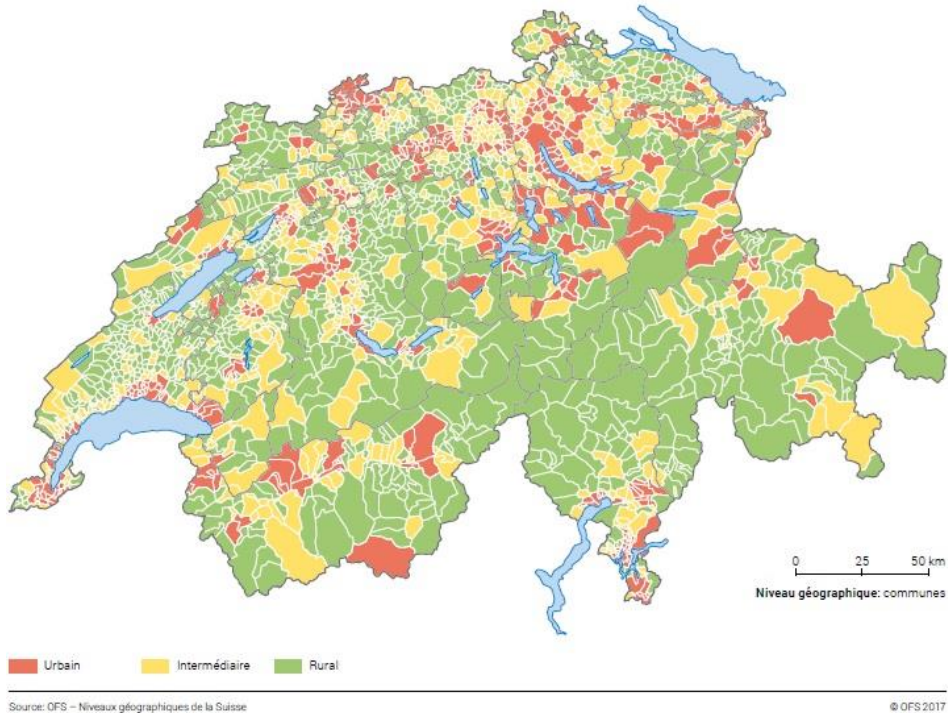 0 25 50 km
Niveau géographique: communes
Urbain Intermédiaire Rural
Source: OFS – Niveaux géographiques de la Suisse © OFS 2017